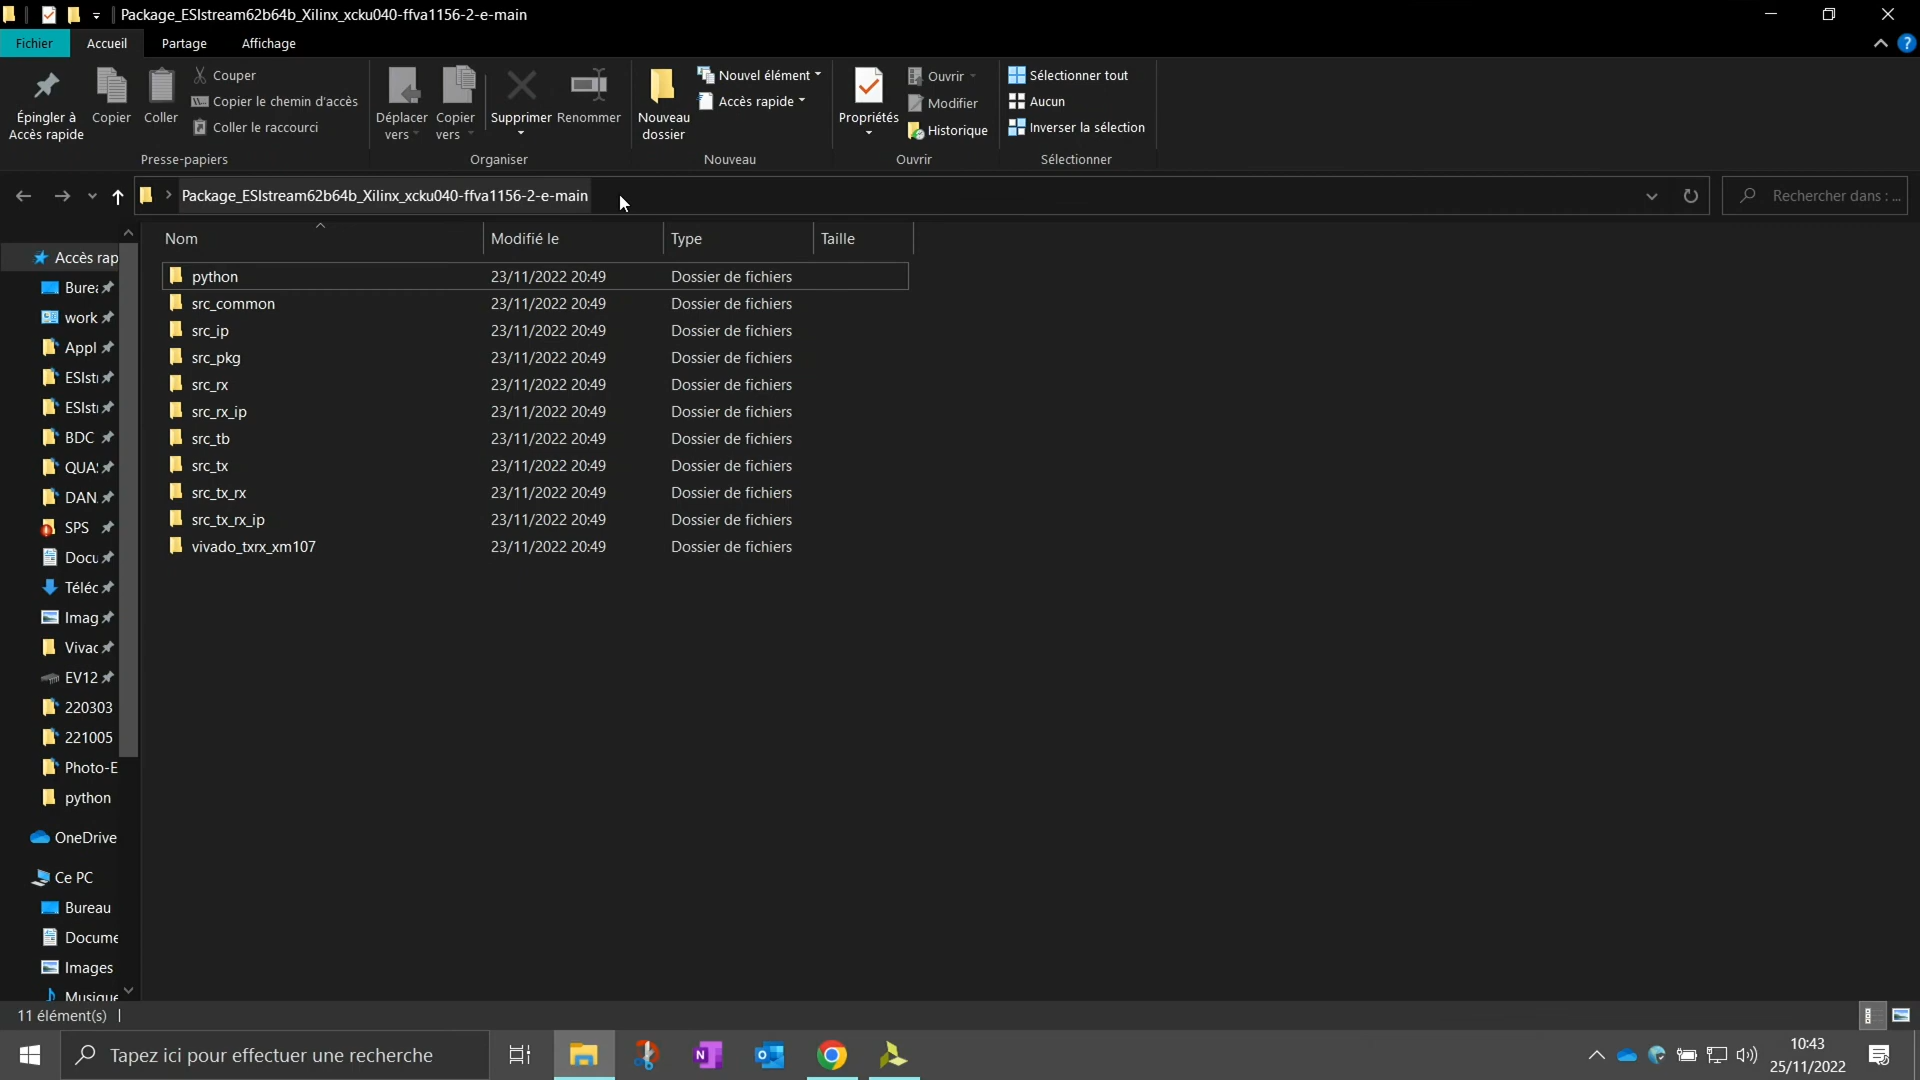 Package_ESIstream62b64b_Xilinx_xcku040-ffva1156-2-e-main
Fichier
Accueil
Partage
Affichage
?
Épingler à
Accès rapide
Copier
Coller
Couper
Copier le chemin d'accès
Coller le raccourci
Déplacer
vers
Copier
vers
Supprimer
Renommer
Nouveau
dossier
Nouvel élément
Accès rapide
Propriétés
Ouvrir
Modifier
Historique
Sélectionner tout
Aucun
Inverser la sélection
Presse-papiers
Organiser
Nouveau
Ouvrir
Sélectionner
Package_ESIstream62b64b_Xilinx_xcku040-ffva1156-2-e-main
Rechercher dans : ...
Nom
Modifié le
Type
Taille
python 23/11/2022 20:49 Dossier de fichiers
src_common 23/11/2022 20:49 Dossier de fichiers
src_ip 23/11/2022 20:49 Dossier de fichiers
src_pkg 23/11/2022 20:49 Dossier de fichiers
src_rx 23/11/2022 20:49 Dossier de fichiers
src_rx_ip 23/11/2022 20:49 Dossier de fichiers
src_tb 23/11/2022 20:49 Dossier de fichiers
src_tx 23/11/2022 20:49 Dossier de fichiers
src_tx_rx 23/11/2022 20:49 Dossier de fichiers
src_tx_rx_ip 23/11/2022 20:49 Dossier de fichiers
vivado_txrx_xm107 23/11/2022 20:49 Dossier de fichiers
Accès rap
Burea
work
Appl
ESIst
ESIst
BDC
QUA
DAN
SPS
Docu
Téléc
Imag
Vivac
EV12
220303
221005
Photo-E
python
OneDrive
Ce PC
Bureau
Docume
Images
Musique
11 élément(s)
Tapez ici pour effectuer une recherche
10:43
25/11/2022